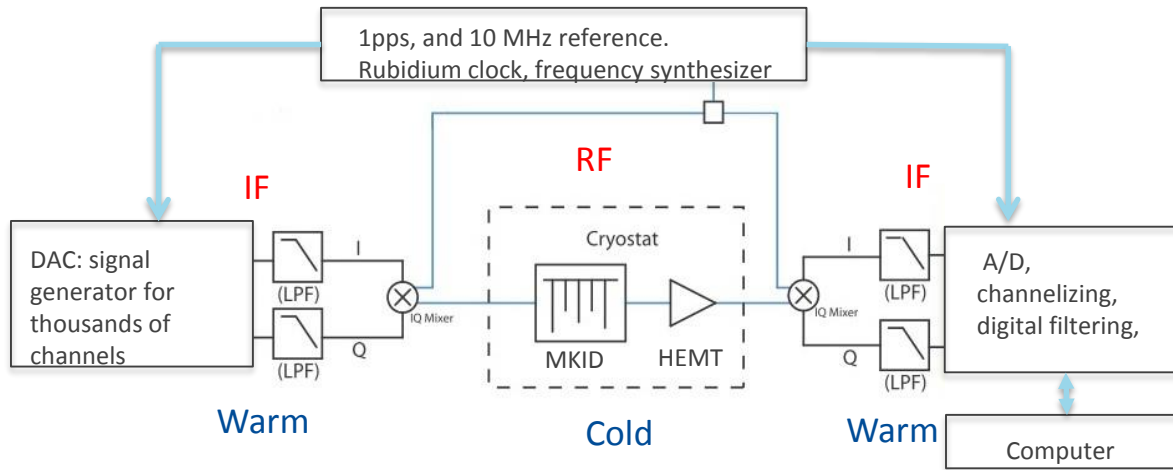 1pps, and 10 MHz reference.
Rubidium clock, frequency synthesizer
IF
RF
IF
DAC: signal
generator for
thousands of
channels
(LPF)
I
IQ Mixer
(LPF)
Q
Cryostat
MKID
HEMT
I
(LPF)
IQ Mixer
Q
(LPF)
A/D,
channelizing,
digital filtering,
Warm
Cold
Warm
Computer